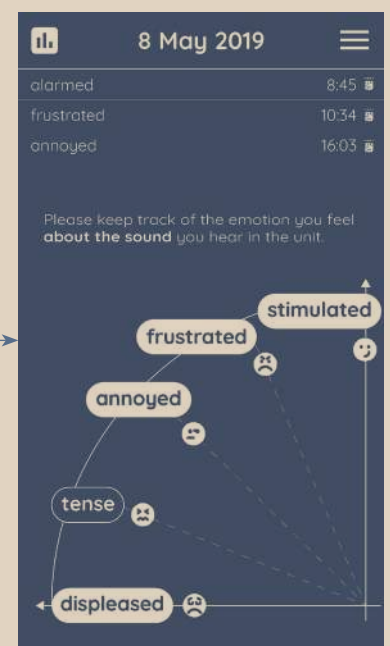 8 May 2019
alarmed 8:45
frustrated 10:34
annoyed 16:03
Please keep track of the emotion you feel
about the sound you hear in the unit.
stimulated
frustrated
annoyed
tense
displeased